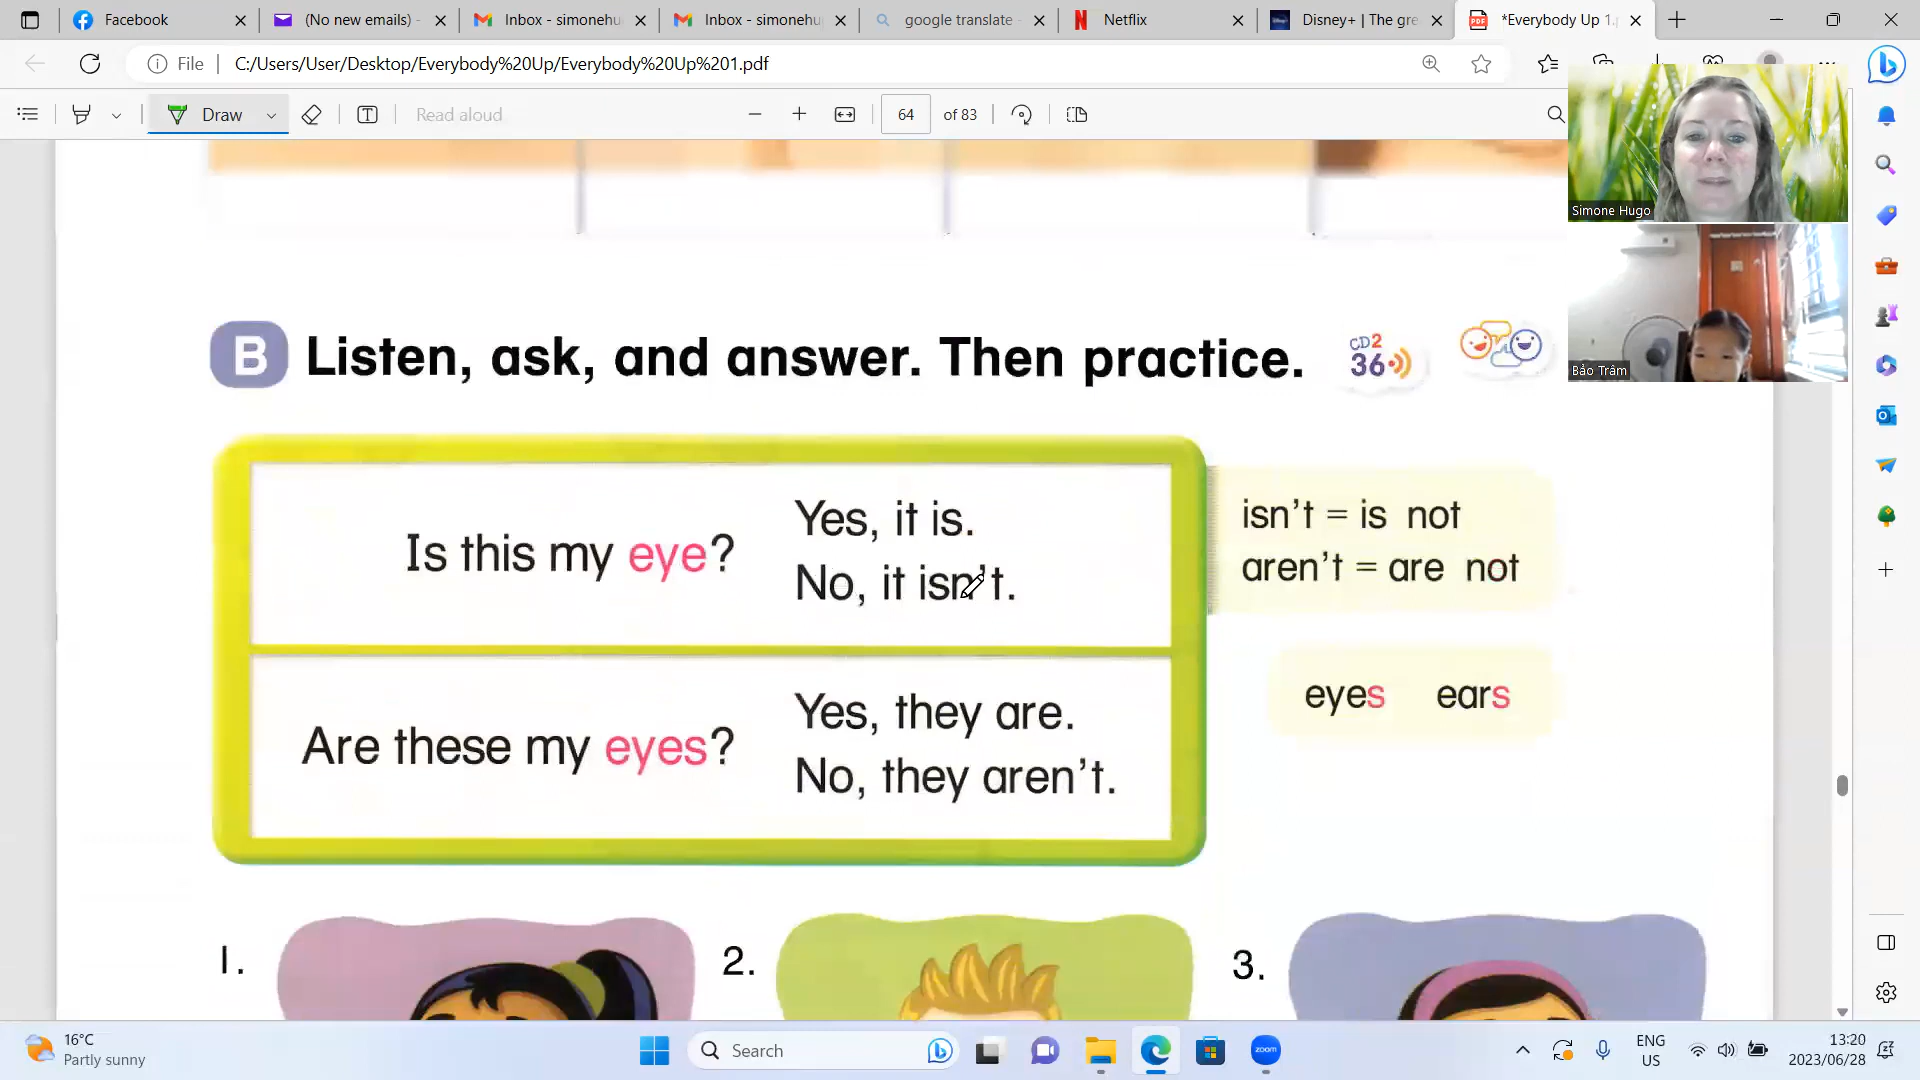 Facebook
(No new emails) -
Inbox - simonehu
Inbox - simonehu
google translate -
Netflix
Disney+ | The gre
*Everybody Up 1.p
File
C:/Users/User/Desktop/Everybody%20Up/Everybody%20Up%201.pdf
Draw
Read aloud
64
of 83
Simone Hugo
Bảo Trâm
B Listen, ask, and answer. Then practice.
CD2
36
Is this my eye?
Yes, it is.
No, it isn't.
isn't = is not
aren't = are not
Are these my eyes?
Yes, they are.
No, they aren't.
eyes ears
1.
2.
3.
16°C
Partly sunny
Search
zoom
ENG
US
13:20
2023/06/28